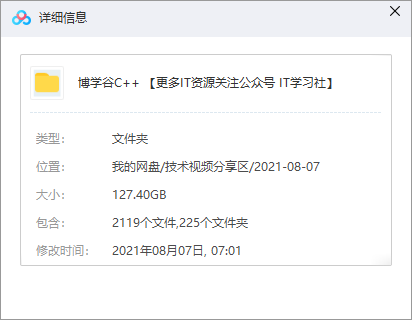 详细信息
博学谷C++ 【更多IT资源关注公众号 IT学习社】
类型： 文件夹
位置： 我的网盘/技术视频分享区/2021-08-07
大小： 127.40GB
包含： 2119个文件,225个文件夹
修改时间： 2021年08月07日, 07:01